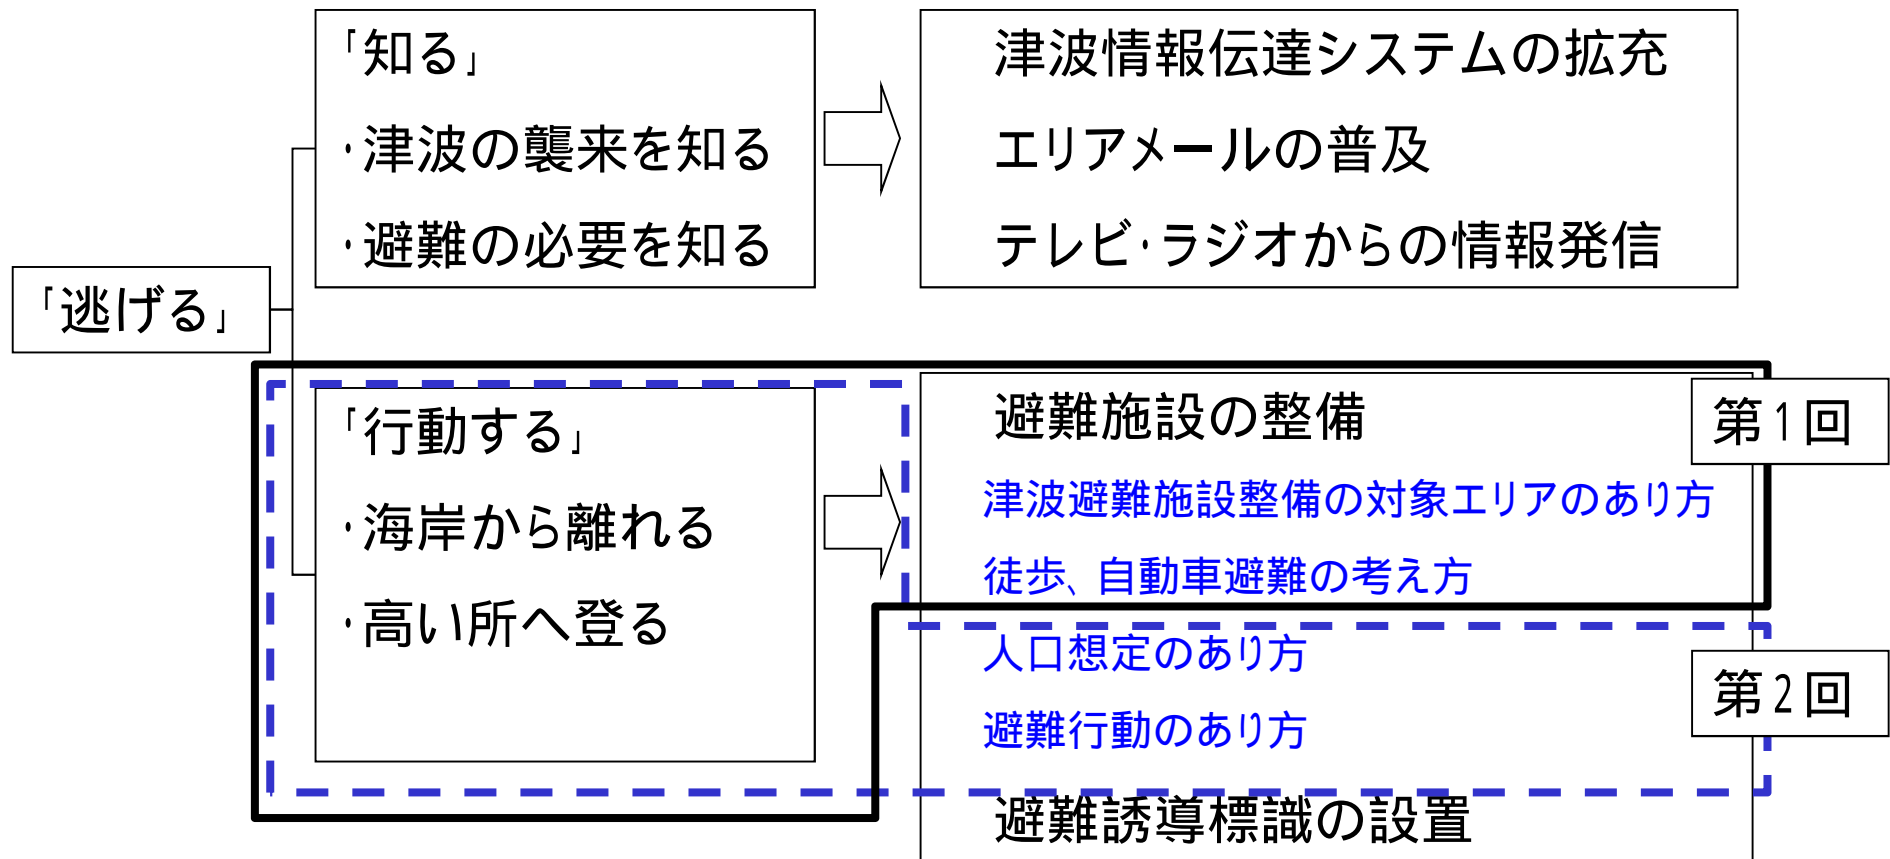 「逃げる」
「知る」
・津波の襲来を知る
・避難の必要を知る
津波情報伝達システムの拡充
エリアメールの普及
テレビ・ラジオからの情報発信
「行動する」
・海岸から離れる
・高い所へ登る
避難施設の整備
津波避難施設整備の対象エリアのあり方
徒歩、自動車避難の考え方
人口想定のあり方
避難行動のあり方
避難誘導標識の設置
第1回
第2回